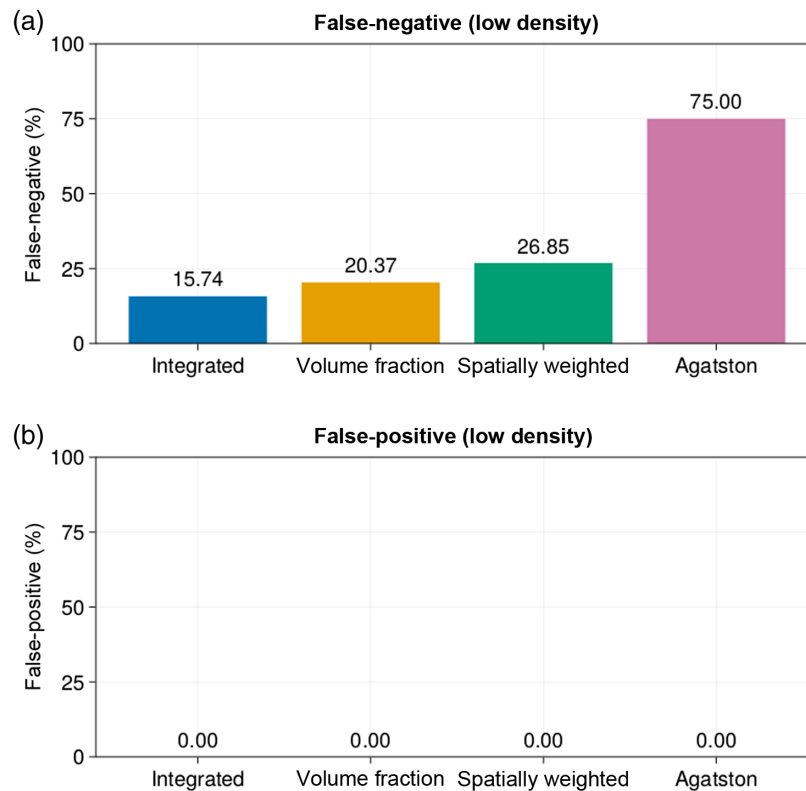 (a)
False-negative (low density)
False-negative (%)
100
75
50
25
0
15.74
20.37
26.85
75.00
Integrated Volume fraction Spatially weighted Agatston
(b)
False-positive (low density)
False-positive (%)
100
75
50
25
0
0.00 0.00 0.00 0.00
Integrated Volume fraction Spatially weighted Agatston